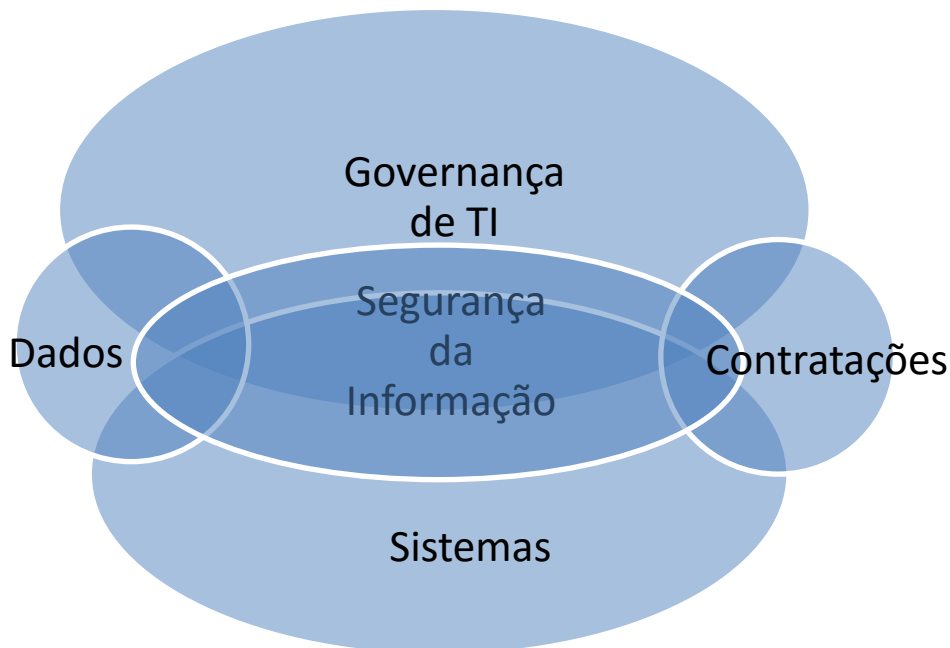 Governança
de TI
Segurança
da
Informação
Dados
Contratações
Sistemas